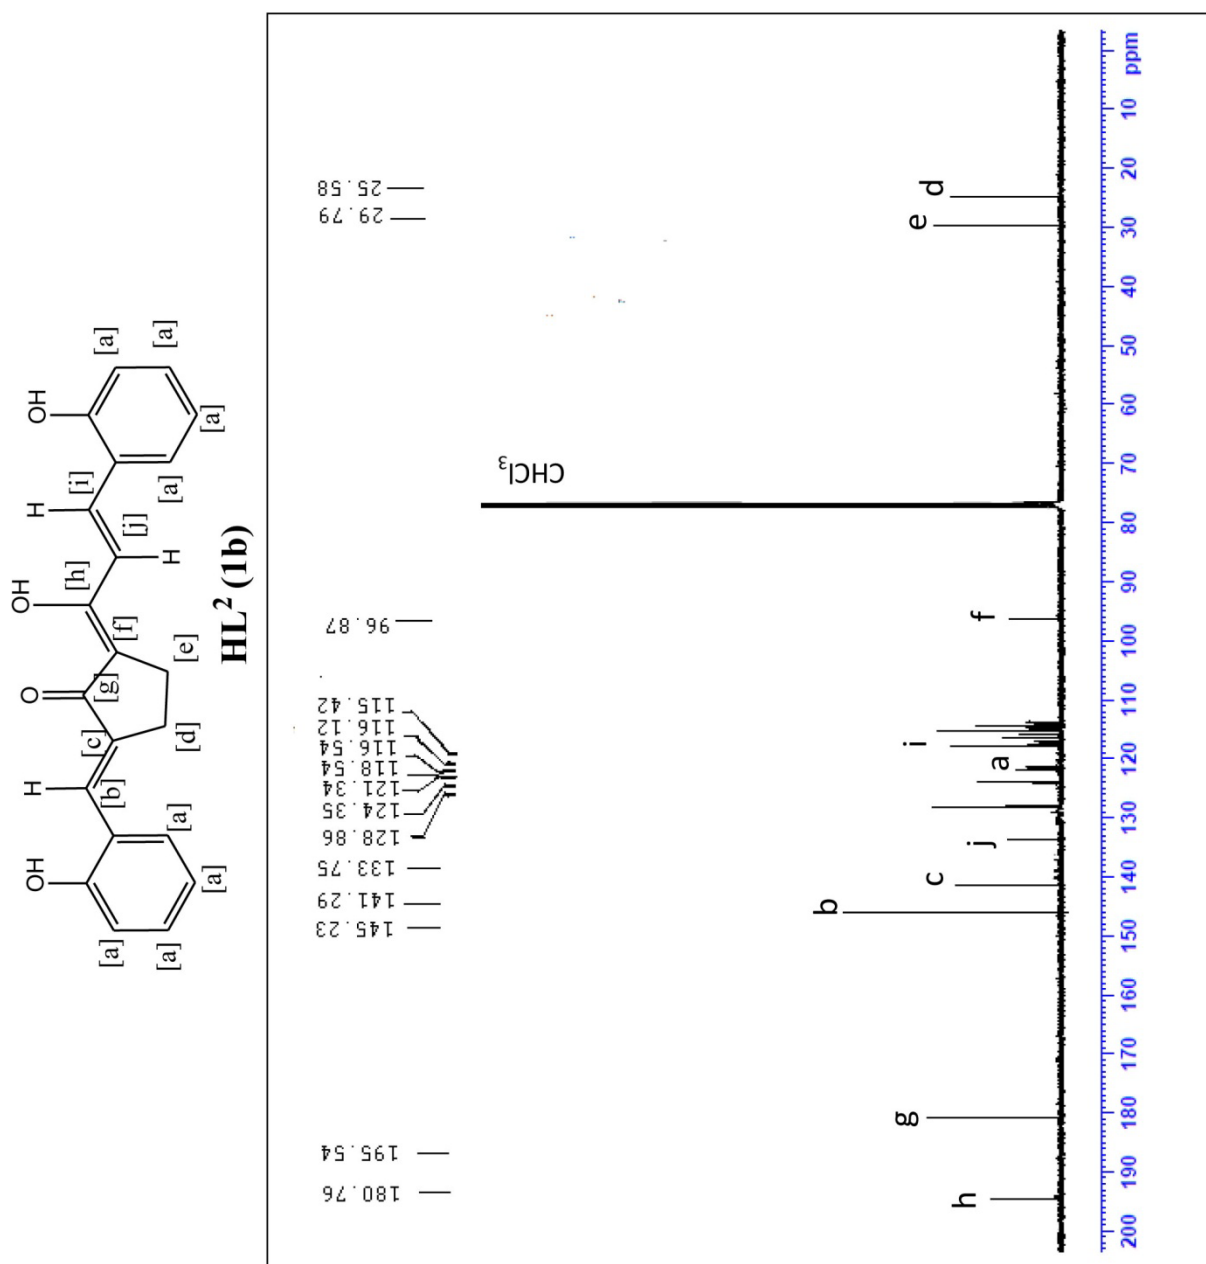 OH
H
O
OH
H
OH
[a]
[a]
[a]
[a]
[b]
[c]
[d]
[g]
[f]
[e]
[h]
H
[j]
[i]
[a]
[a]
[a]
[a]
HL² (1b)
180.76
195.54
145.23
141.29
133.75
128.86
124.35
121.34
118.54
116.54
116.12
115.42
96.87
29.79
25.58
CHCl₃
h
g
b
c
j
a
i
f
e
d
200
190
180
170
160
150
140
130
120
110
100
90
80
70
60
50
40
30
20
10
ppm